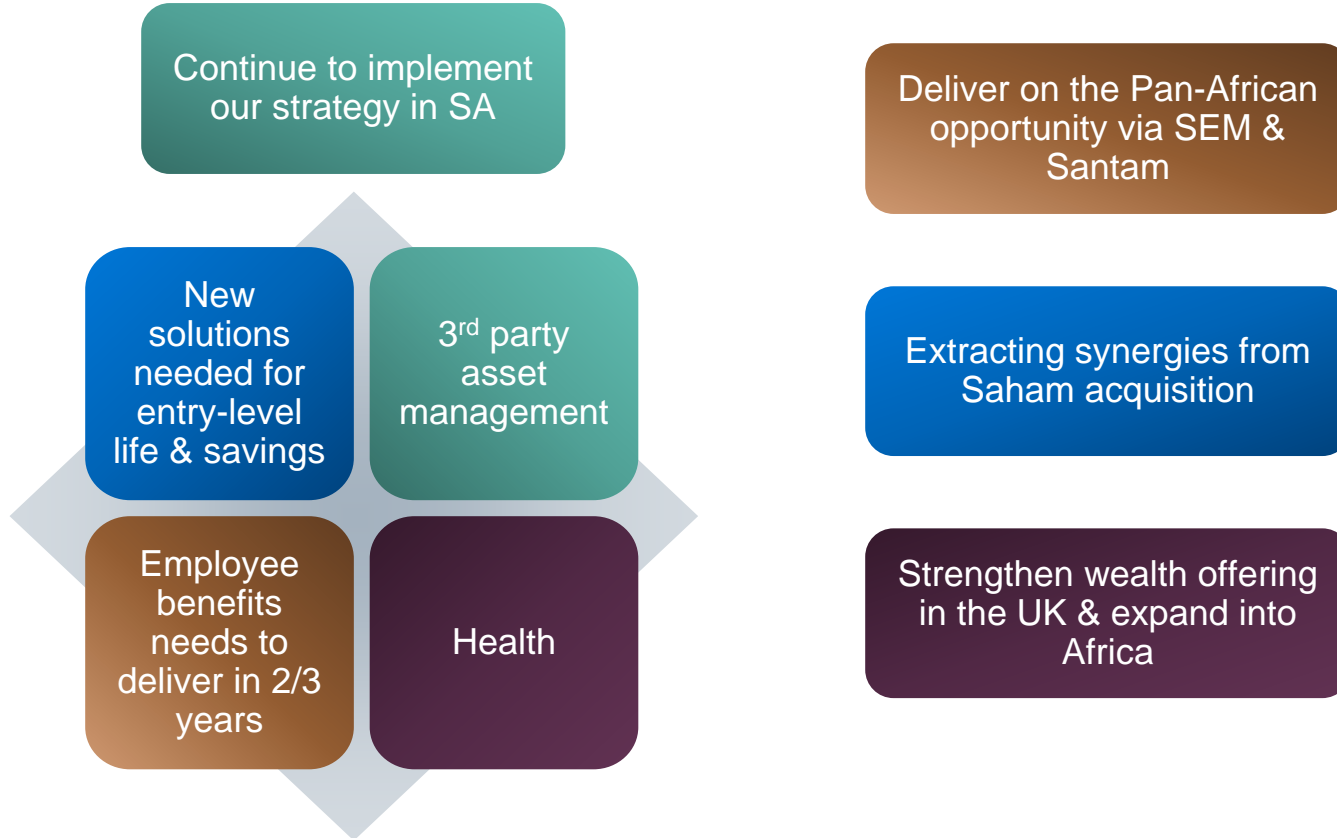 Continue to implement
our strategy in SA
New
solutions
needed for
entry-level
life & savings
3rd party
asset
management
Employee
benefits
needs to
deliver in 2/3
years
Health
Deliver on the Pan-African
opportunity via SEM &
Santam
Extracting synergies from
Saham acquisition
Strengthen wealth offering
in the UK & expand into
Africa